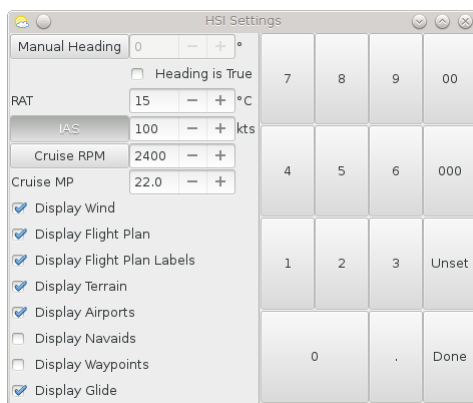 HSI Settings
Manual Heading 0 − + °
Heading is True
RAT 15 − + °C
IAS 100 − + kts
Cruise RPM 2400 − +
Cruise MP 22.0 − +
Display Wind
Display Flight Plan
Display Flight Plan Labels
Display Terrain
Display Airports
Display Navaids
Display Waypoints
Display Glide
7 8 9 00
4 5 6 000
1 2 3 Unset
0 . Done